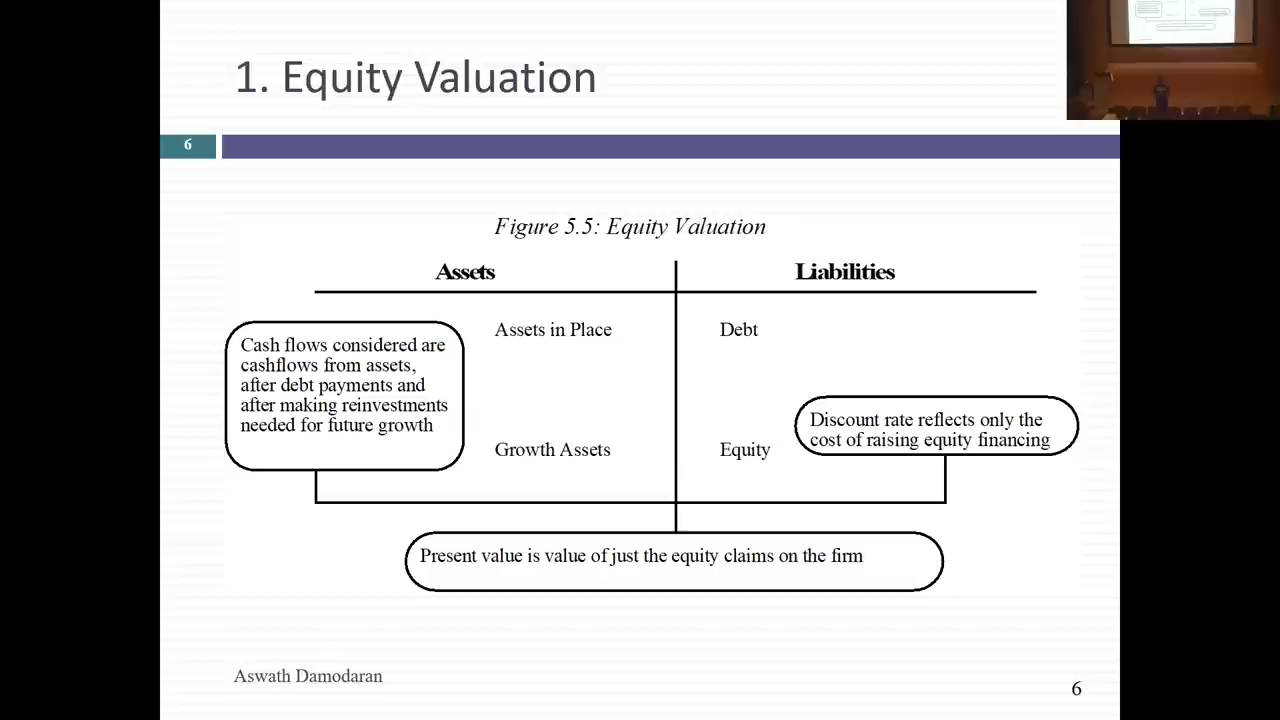 1. Equity Valuation
6
Figure 5.5: Equity Valuation
Assets
Liabilities
Assets in Place
Debt
Cash flows considered are
cashflows from assets,
after debt payments and
after making reinvestments
needed for future growth
Discount rate reflects only the
cost of raising equity financing
Growth Assets
Equity
Present value is value of just the equity claims on the firm
Aswath Damodaran
6